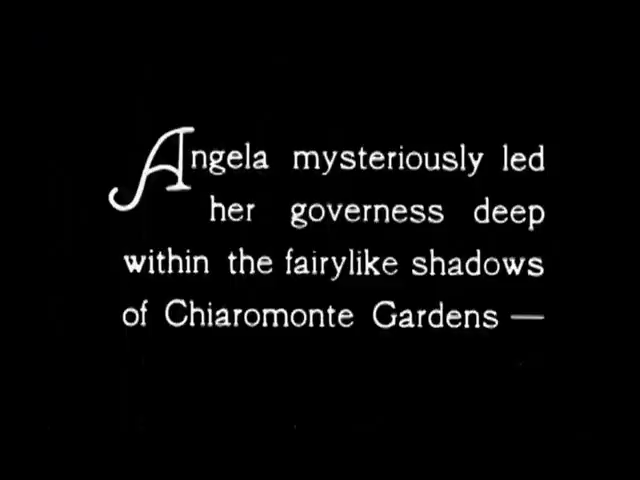 Angela mysteriously led
her governess deep
within the fairylike shadows
of Chiaromonte Gardens —